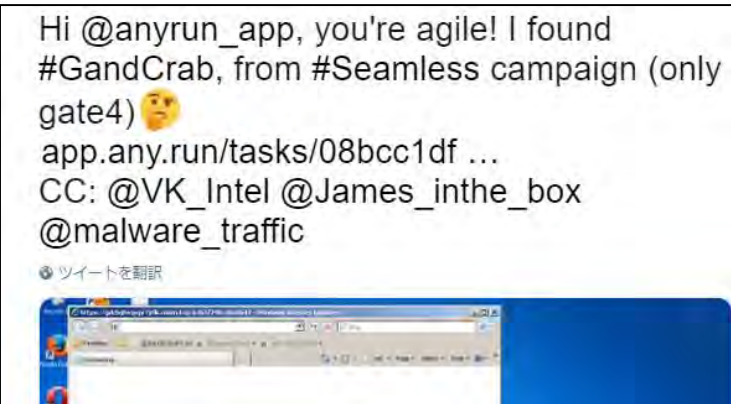 Hi @anyrun_app, you're agile! I found
#GandCrab, from #Seamless campaign (only
gate4)🤔
app.any.run/tasks/08bcc1df …
CC: @VK_Intel @James_inthe_box
@malware_traffic
ツイートを翻訳